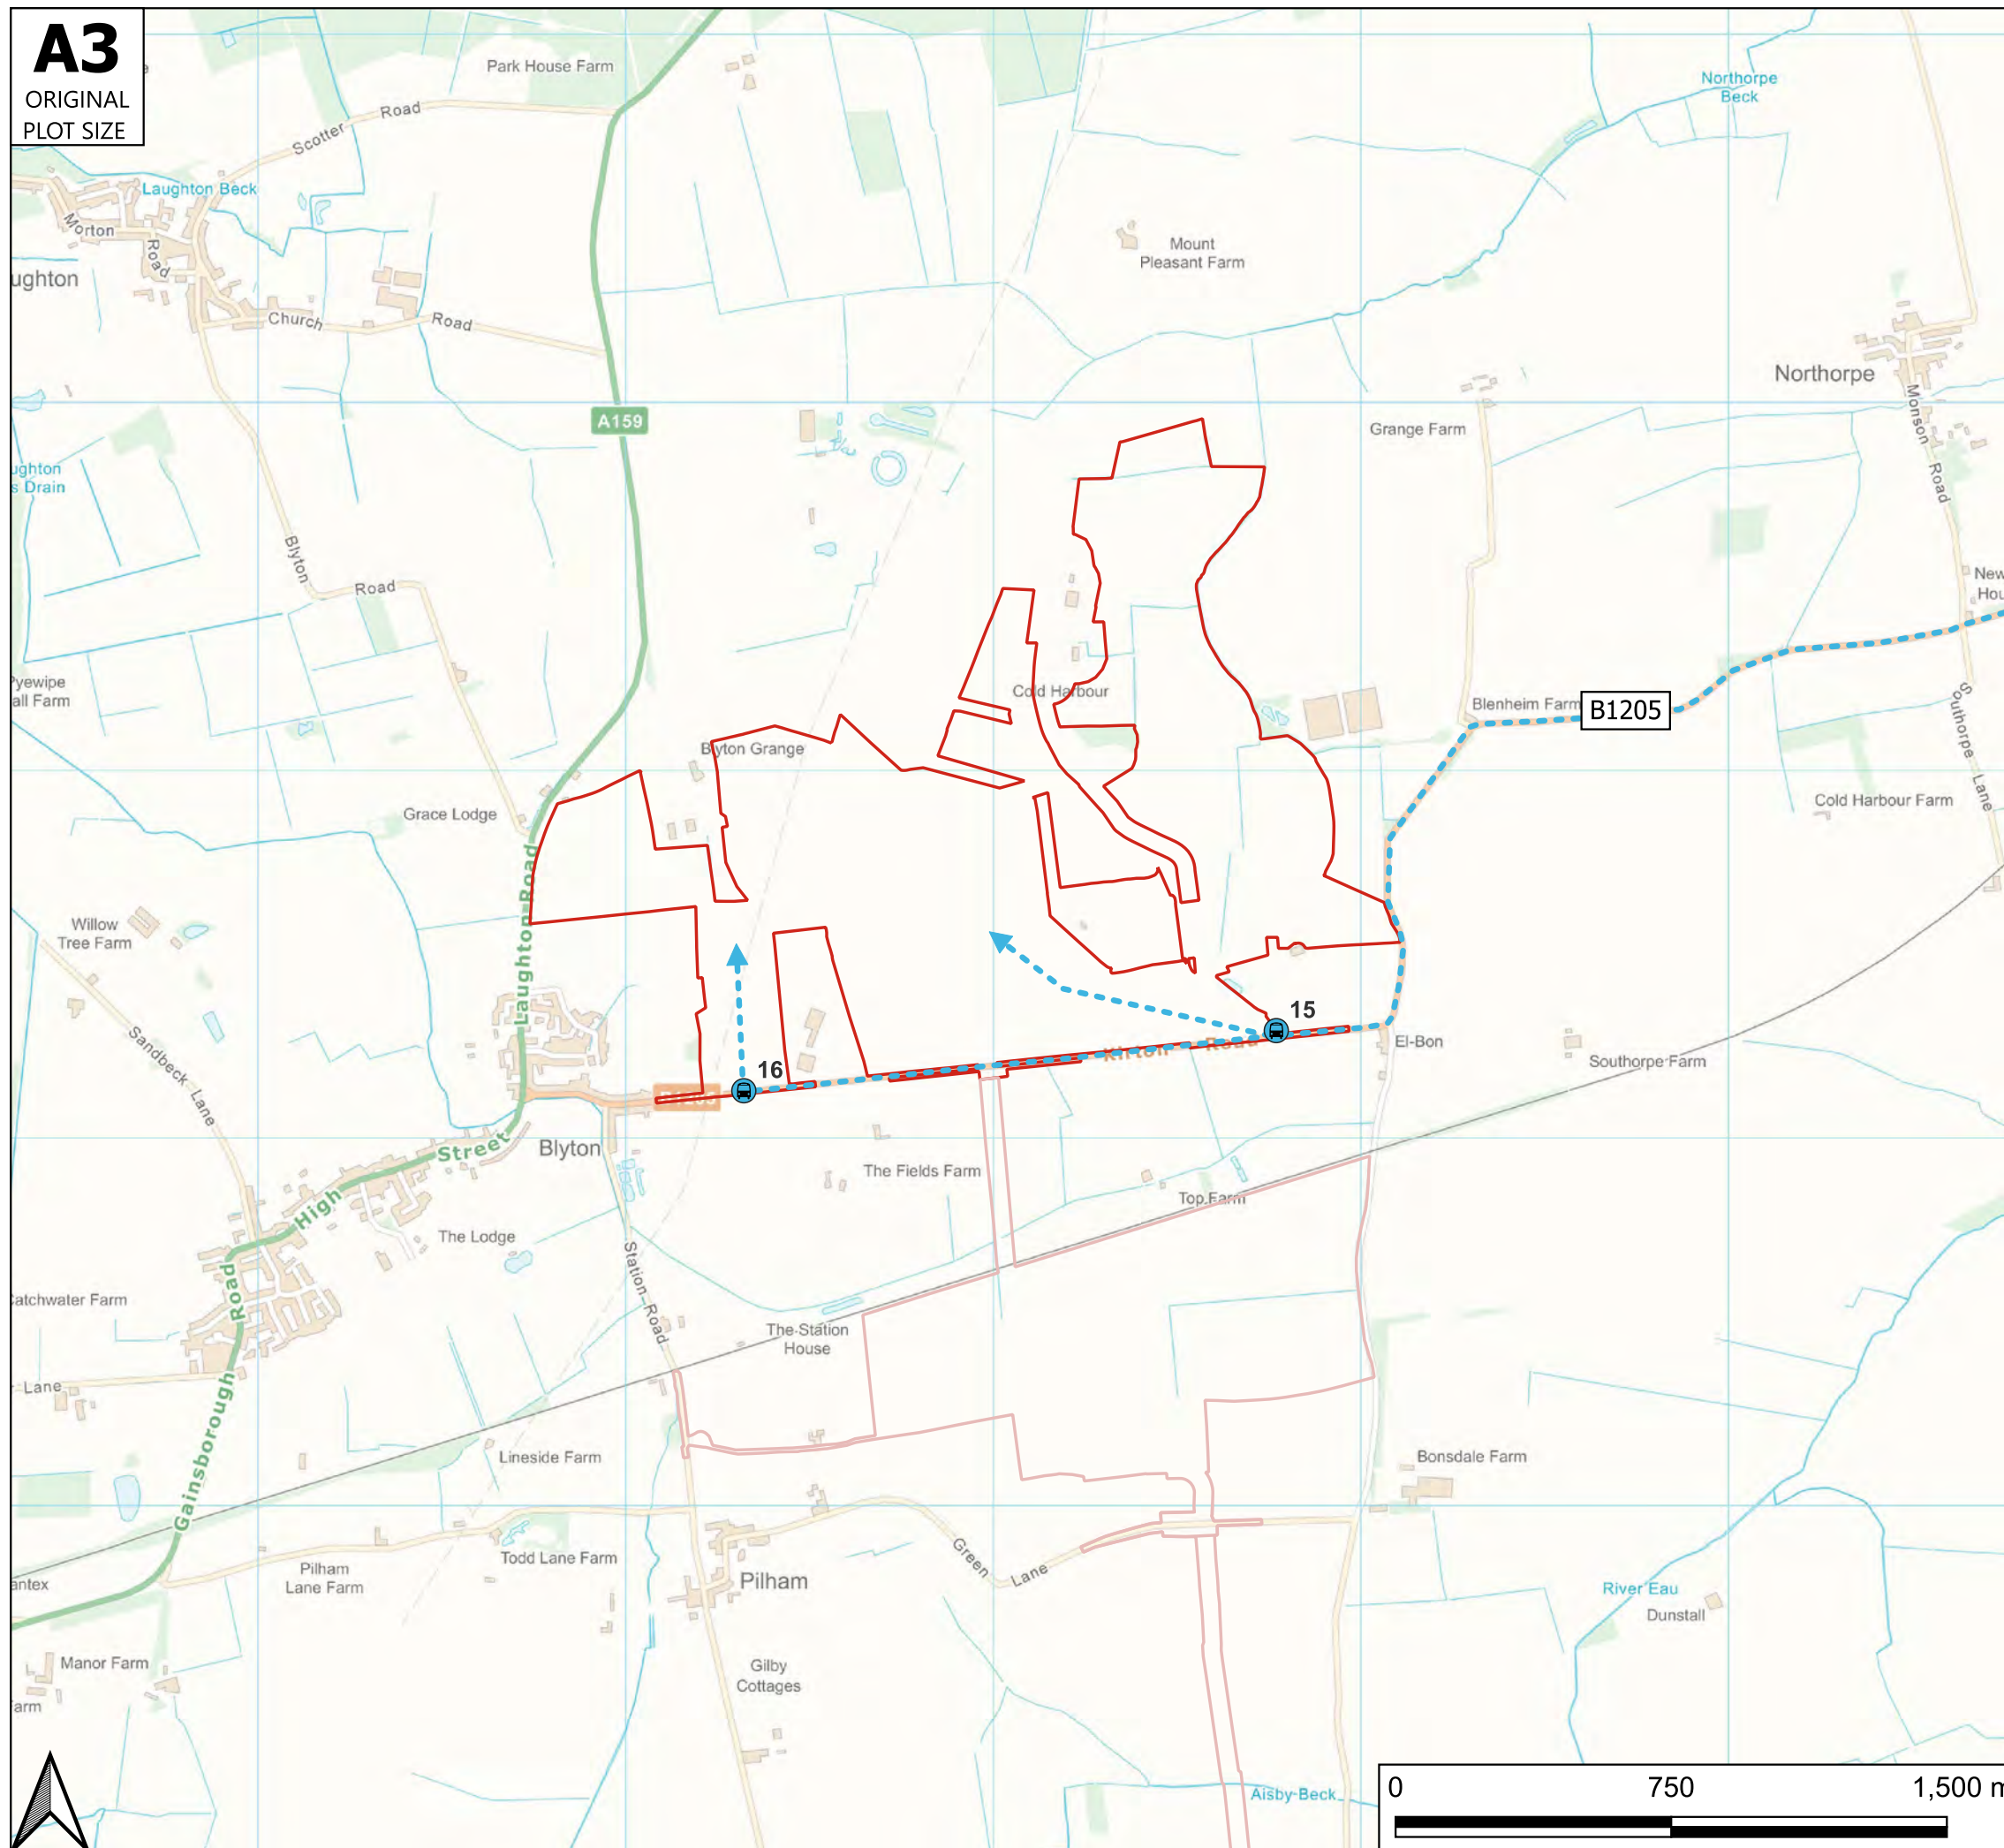 A3
ORIGINAL
PLOT SIZE
Park House Farm
Northorpe
Beck
Scotter
Road
Laughton Beck
Morton
Road
ughton
Mount
Pleasant Farm
Church
Road
Northorpe
Monson
Road
A159
Grange Farm
ughton
s Drain
Blyton
Road
New
Hou
Pyewipe
all Farm
Cold Harbour
Blenheim Farm
B1205
Southorpe
Lane
Blyton Grange
Grace Lodge
Cold Harbour Farm
Laughton Road
Willow
Tree Farm
15
Kirton
Road
El-Bon
Sandbeck
Lane
16
Southorpe Farm
Street
Blyton
The Fields Farm
Top Farm
High
The Lodge
Station
Road
Road
atchwater Farm
The Station
House
Lane
Gainsborough
Lineside Farm
Bonsdale Farm
Todd Lane Farm
Pilham
Lane Farm
Pilham
Green
Lane
antex
River Eau
Dunstall
Manor Farm
Gilby
Cottages
arm
Aisby Beck
0
750
1,500 m